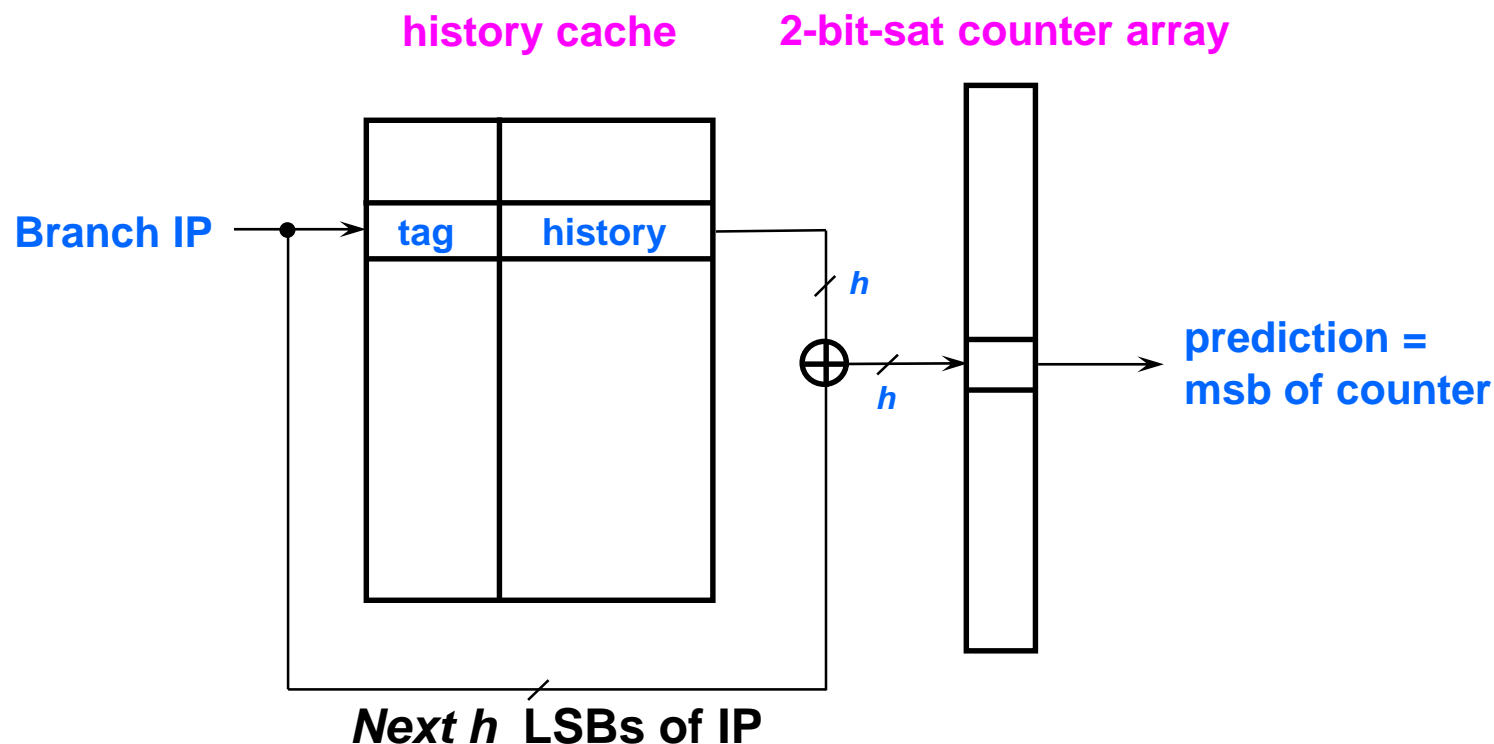 history cache
2-bit-sat counter array
Branch IP
tag
history
h
h
prediction =
msb of counter
Next h LSBs of IP